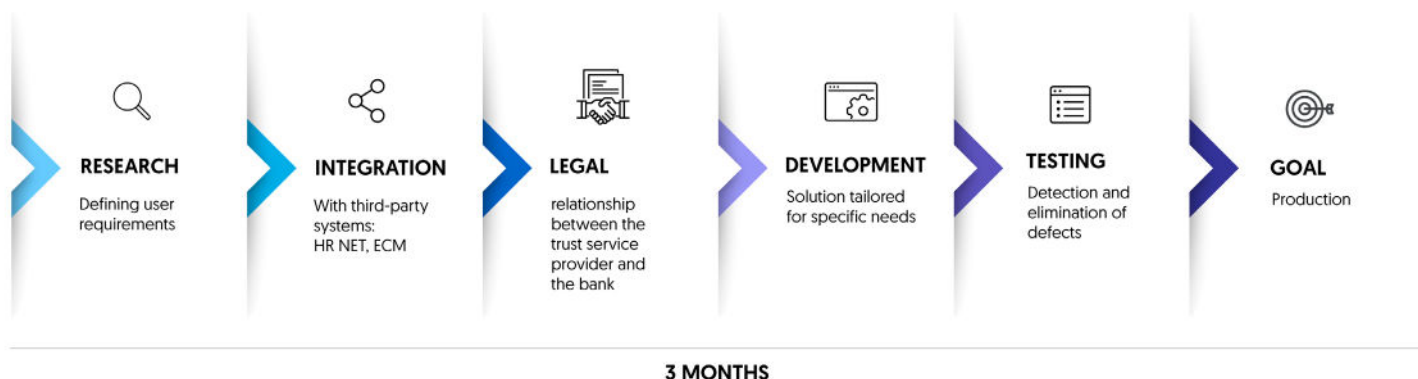 RESEARCH
Defining user
requirements
INTEGRATION
With third-party
systems:
HR NET, ECM
LEGAL
relationship
between the
trust service
provider and
the bank
DEVELOPMENT
Solution tailored
for specific needs
TESTING
Detection and
elimination of
defects
GOAL
Production
3 MONTHS